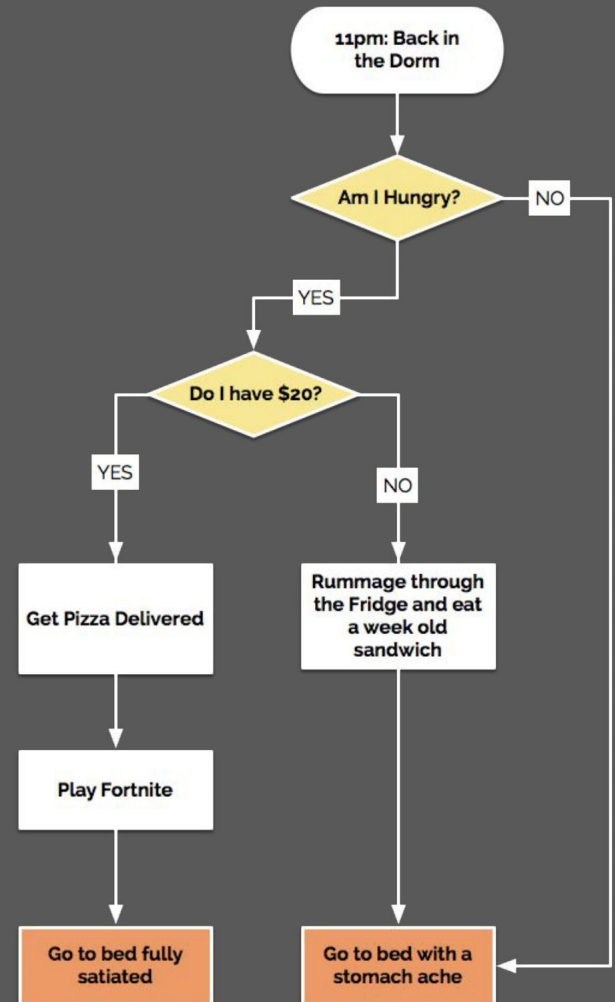 11pm: Back in
the Dorm
Am I Hungry?
NO
YES
Do I have $20?
YES
NO
Get Pizza Delivered
Rummage through
the Fridge and eat
a week old
sandwich
Play Fortnite
Go to bed fully
satiated
Go to bed with a
stomach ache